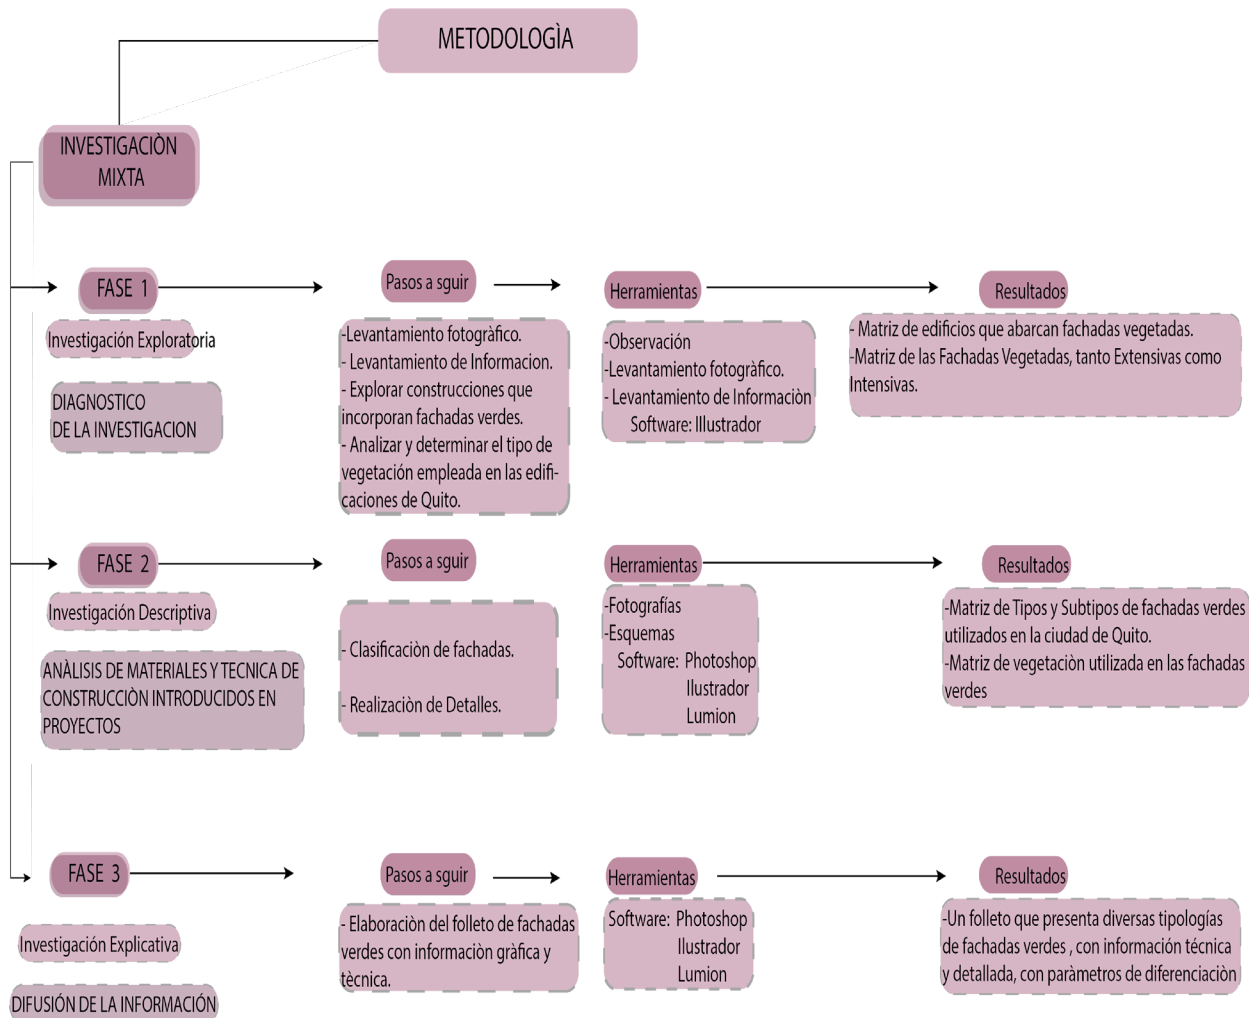 METODOLOGÌA
INVESTIGACIÒN
MIXTA
FASE 1
Investigación Exploratoria
DIAGNOSTICO
DE LA INVESTIGACION
Pasos a sguir
-Levantamiento fotogràfico.
- Levantamiento de Informacion.
- Explorar construcciones que
incorporan fachadas verdes.
- Analizar y determinar el tipo de
vegetación empleada en las edifi-
caciones de Quito.
Herramientas
-Observación
-Levantamiento fotogràfico.
- Levantamiento de Informaciòn
Software: Illustrador
Resultados
- Matriz de edificios que abarcan fachadas vegetadas.
-Matriz de las Fachadas Vegetadas, tanto Extensivas como
Intensivas.
FASE 2
Investigación Descriptiva
ANÀLISIS DE MATERIALES Y TECNICA DE
CONSTRUCCIÒN INTRODUCIDOS EN
PROYECTOS
Pasos a sguir
- Clasificaciòn de fachadas.
- Realizaciòn de Detalles.
Herramientas
-Fotografías
-Esquemas
Software: Photoshop
Ilustrador
Lumion
Resultados
-Matriz de Tipos y Subtipos de fachadas verdes
utilizados en la ciudad de Quito.
-Matriz de vegetaciòn utilizada en las fachadas
verdes
FASE 3
Investigación Explicativa
DIFUSIÓN DE LA INFORMACIÓN
Pasos a sguir
- Elaboraciòn del folleto de fachadas
verdes con informaciòn gràfica y
tècnica.
Herramientas
Software: Photoshop
Ilustrador
Lumion
Resultados
-Un folleto que presenta diversas tipologías
de fachadas verdes , con información técnica
y detallada, con paràmetros de diferenciaciòn